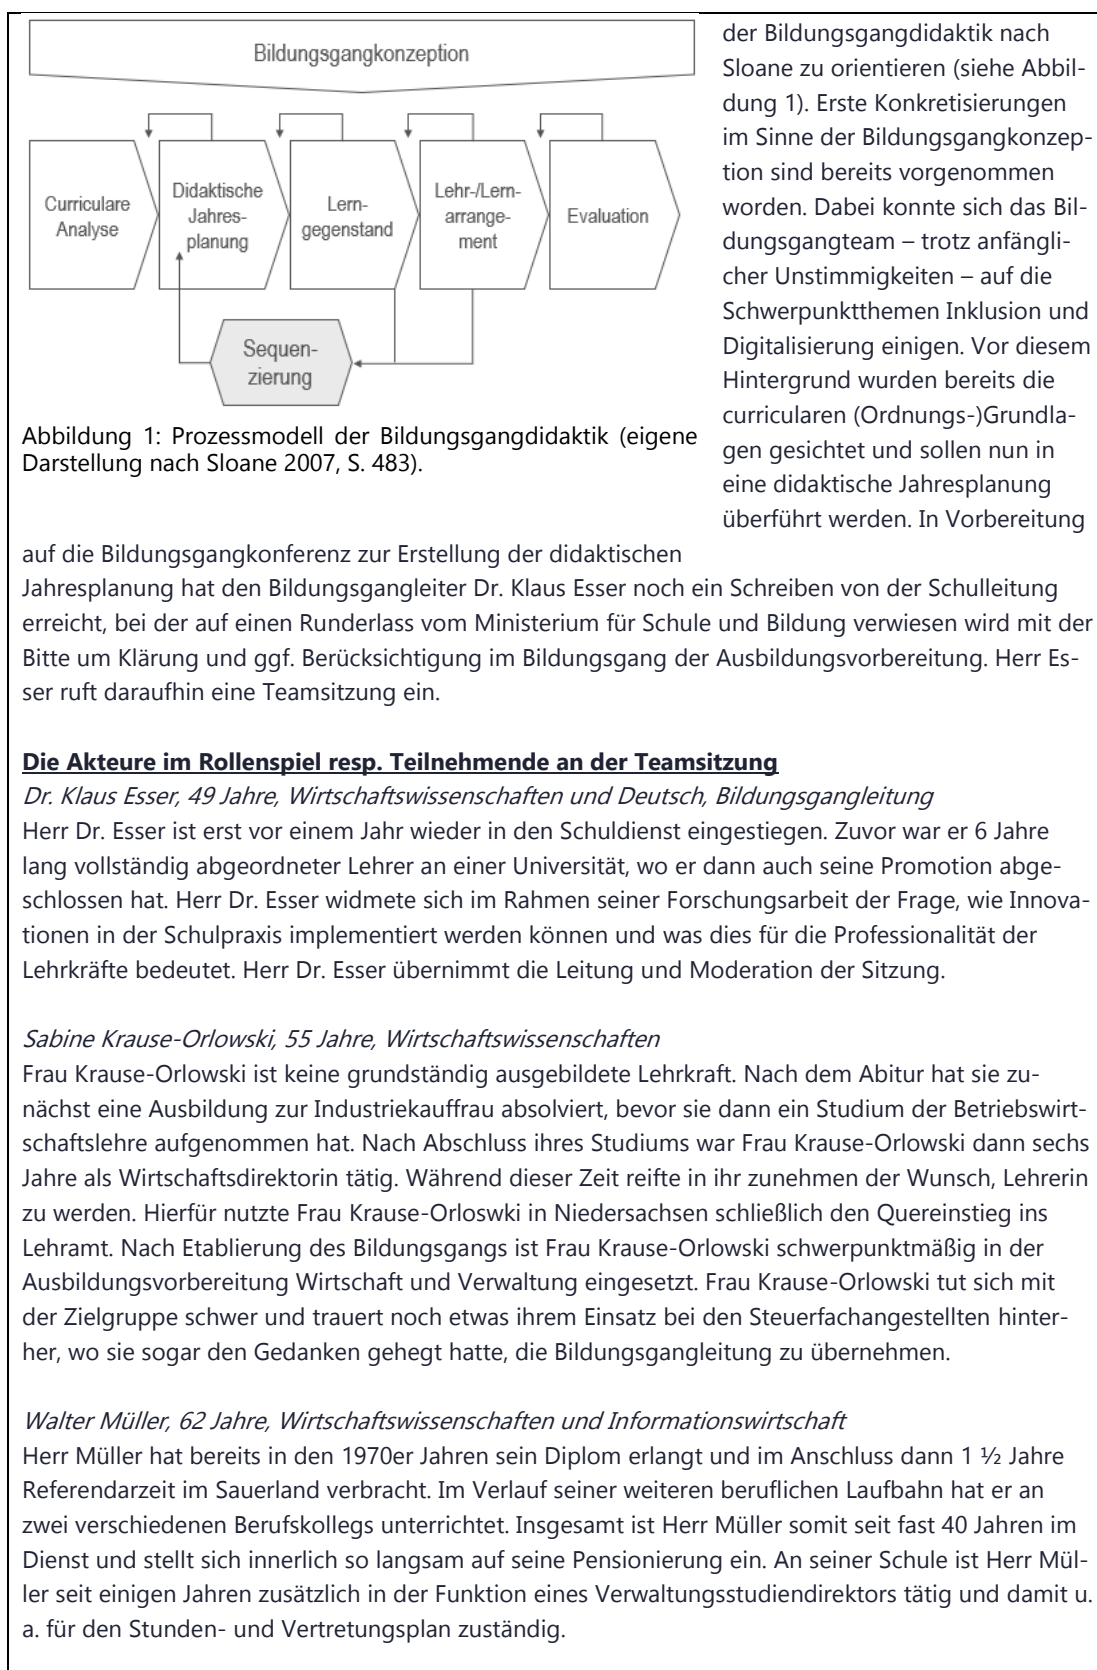 Bildungsgangkonzeption
Curriculare
Analyse
Didaktische
Jahres-
planung
Lern-
gegenstand
Lehr-/Lern-
arrange-
ment
Evaluation
Sequen-
zierung
Abbildung 1: Prozessmodell der Bildungsgangdidaktik (eigene
Darstellung nach Sloane 2007, S. 483).
der Bildungsgangdidaktik nach
Sloane zu orientieren (siehe Abbil-
dung 1). Erste Konkretisierungen
im Sinne der Bildungsgangkonzep-
tion sind bereits vorgenommen
worden. Dabei konnte sich das Bil-
dungsgangteam – trotz anfängli-
cher Unstimmigkeiten – auf die
Schwerpunktthemen Inklusion und
Digitalisierung einigen. Vor diesem
Hintergrund wurden bereits die
curricularen (Ordnungs-)Grundla-
gen gesichtet und sollen nun in
eine didaktische Jahresplanung
überführt werden. In Vorbereitung
auf die Bildungsgangkonferenz zur Erstellung der didaktischen
Jahresplanung hat den Bildungsgangleiter Dr. Klaus Esser noch ein Schreiben von der Schulleitung
erreicht, bei der auf einen Runderlass vom Ministerium für Schule und Bildung verwiesen wird mit der
Bitte um Klärung und ggf. Berücksichtigung im Bildungsgang der Ausbildungsvorbereitung. Herr Es-
ser ruft daraufhin eine Teamsitzung ein.
Die Akteure im Rollenspiel resp. Teilnehmende an der Teamsitzung
Dr. Klaus Esser, 49 Jahre, Wirtschaftswissenschaften und Deutsch, Bildungsgangleitung
Herr Dr. Esser ist erst vor einem Jahr wieder in den Schuldienst eingestiegen. Zuvor war er 6 Jahre
lang vollständig abgeordneter Lehrer an einer Universität, wo er dann auch seine Promotion abge-
schlossen hat. Herr Dr. Esser widmete sich im Rahmen seiner Forschungsarbeit der Frage, wie Innova-
tionen in der Schulpraxis implementiert werden können und was dies für die Professionalität der
Lehrkräfte bedeutet. Herr Dr. Esser übernimmt die Leitung und Moderation der Sitzung.
Sabine Krause-Orlowski, 55 Jahre, Wirtschaftswissenschaften
Frau Krause-Orlowski ist keine grundständig ausgebildete Lehrkraft. Nach dem Abitur hat sie zu-
nächst eine Ausbildung zur Industriekauffrau absolviert, bevor sie dann ein Studium der Betriebswirt-
schaftslehre aufgenommen hat. Nach Abschluss ihres Studiums war Frau Krause-Orlowski dann sechs
Jahre als Wirtschaftsdirektorin tätig. Während dieser Zeit reifte in ihr zunehmen der Wunsch, Lehrerin
zu werden. Hierfür nutzte Frau Krause-Orloswki in Niedersachsen schließlich den Quereinstieg ins
Lehramt. Nach Etablierung des Bildungsgangs ist Frau Krause-Orlowski schwerpunktmäßig in der
Ausbildungsvorbereitung Wirtschaft und Verwaltung eingesetzt. Frau Krause-Orlowski tut sich mit
der Zielgruppe schwer und trauert noch etwas ihrem Einsatz bei den Steuerfachangestellten hinter-
her, wo sie sogar den Gedanken gehegt hatte, die Bildungsgangleitung zu übernehmen.
Walter Müller, 62 Jahre, Wirtschaftswissenschaften und Informationswirtschaft
Herr Müller hat bereits in den 1970er Jahren sein Diplom erlangt und im Anschluss dann 1 ½ Jahre
Referendarzeit im Sauerland verbracht. Im Verlauf seiner weiteren beruflichen Laufbahn hat er an
zwei verschiedenen Berufskollegs unterrichtet. Insgesamt ist Herr Müller somit seit fast 40 Jahren im
Dienst und stellt sich innerlich so langsam auf seine Pensionierung ein. An seiner Schule ist Herr Mül-
ler seit einigen Jahren zusätzlich in der Funktion eines Verwaltungsstudiendirektors tätig und damit u.
a. für den Stunden- und Vertretungsplan zuständig.